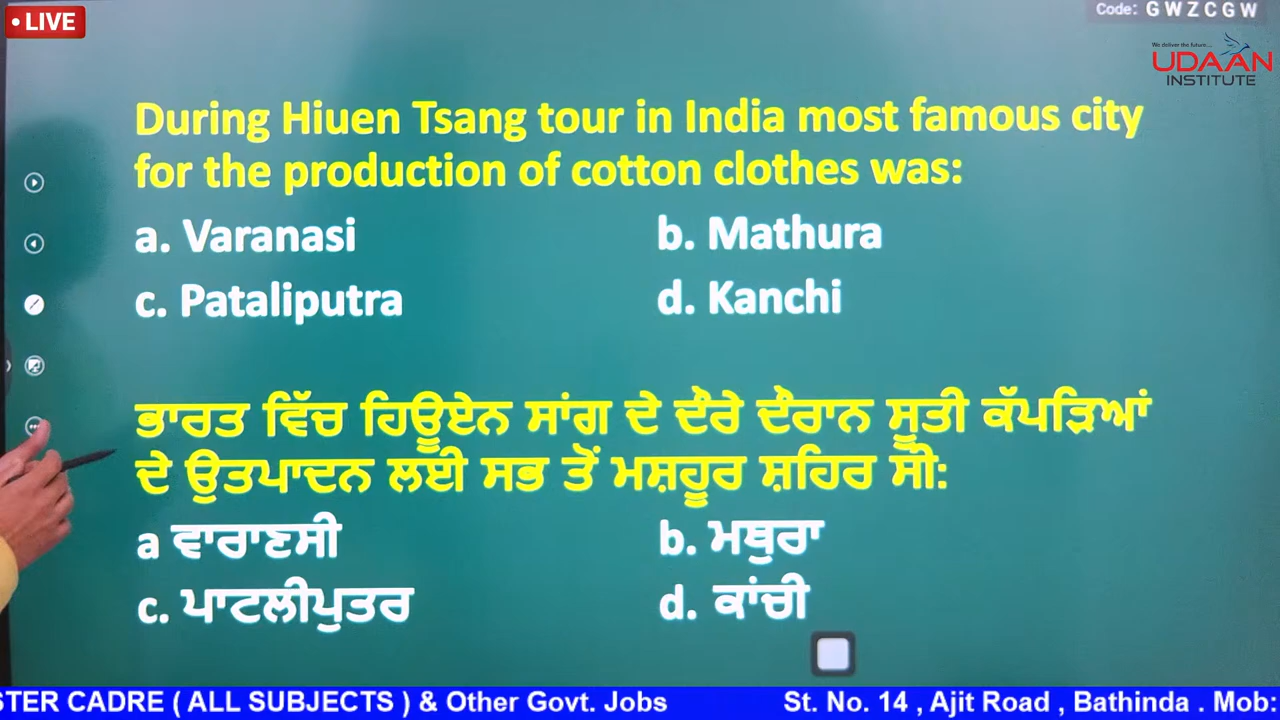 • LIVE
Code: G W Z C G W
We deliver the future....
UDAAN
INSTITUTE
During Hiuen Tsang tour in India most famous city
for the production of cotton clothes was:
a. Varanasi b. Mathura
c. Pataliputra d. Kanchi
ਭਾਰਤ ਵਿੱਚ ਹਿਊਏਨ ਸਾਂਗ ਦੇ ਦੌਰੇ ਦੌਰਾਨ ਸੂਤੀ ਕੱਪੜਿਆਂ
ਦੇ ਉਤਪਾਦਨ ਲਈ ਸਭ ਤੋਂ ਮਸ਼ਹੂਰ ਸ਼ਹਿਰ ਸੀ:
a ਵਾਰਾਣਸੀ b. ਮਥੁਰਾ
c. ਪਾਟਲੀਪੁਤਰ d. ਕਾਂਚੀ
STER CADRE ( ALL SUBJECTS ) & Other Govt. Jobs St. No. 14 , Ajit Road , Bathinda . Mob: